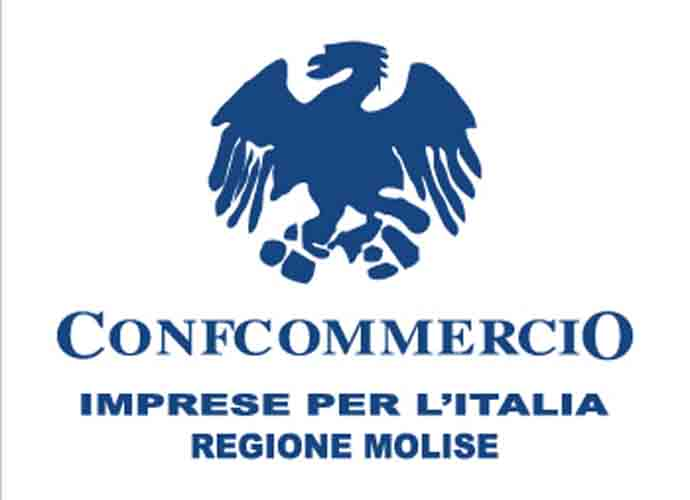 CONFCOMMERCIO
IMPRESE PER L'ITALIA
REGIONE MOLISE